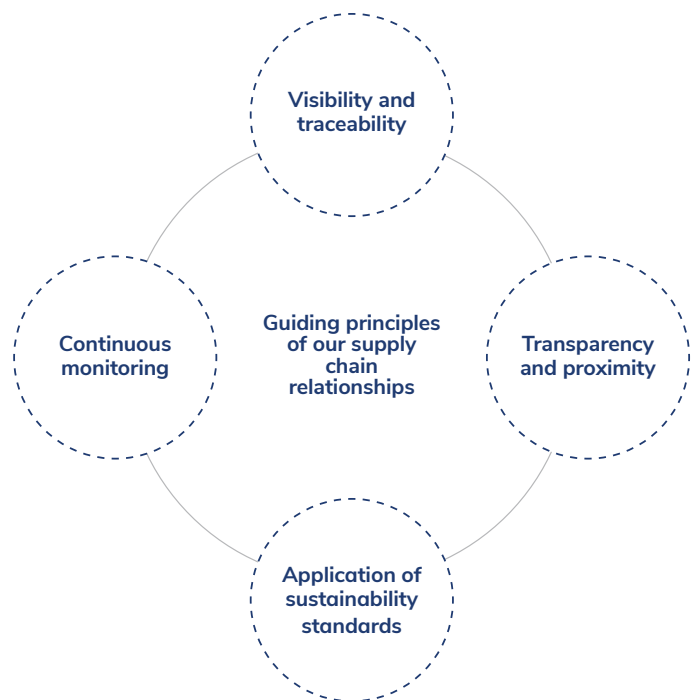 Visibility and
traceability
Guiding principles
of our supply
chain
relationships
Continuous
monitoring
Transparency
and proximity
Application of
sustainability
standards